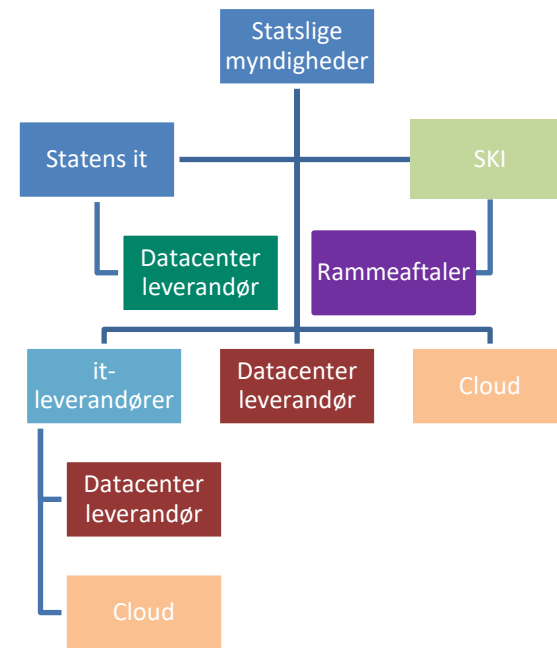 Statslige
myndigheder
Statens it
SKI
Datacenter
leverandør
Rammeaftaler
it-
leverandører
Datacenter
leverandør
Cloud
Datacenter
leverandør
Cloud